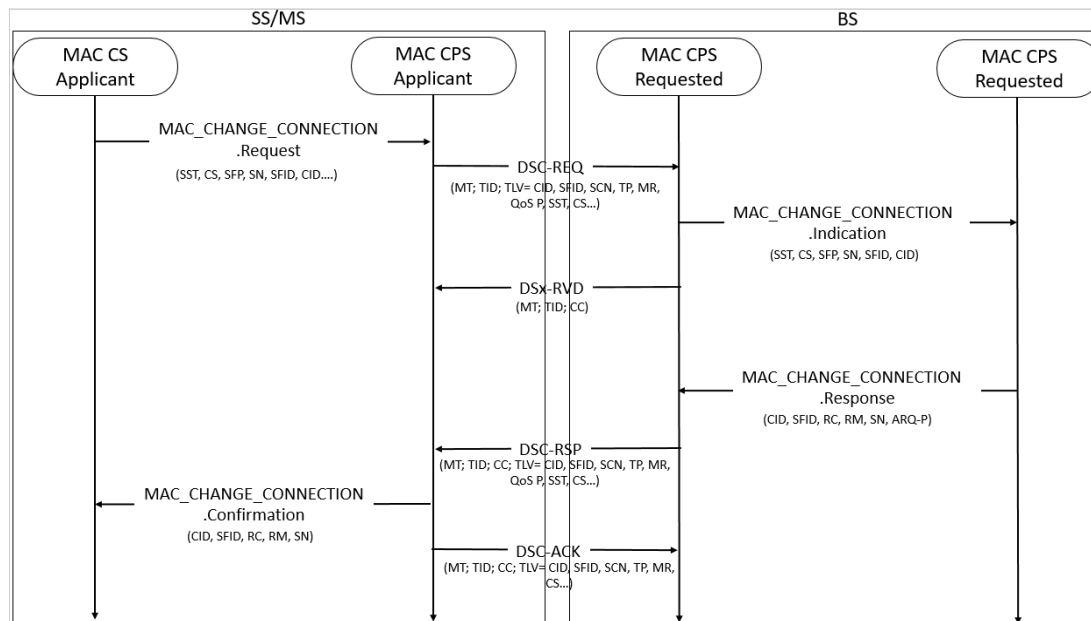 SS/MS
BS
MAC CS
Applicant
MAC CPS
Applicant
MAC CPS
Requested
MAC CPS
Requested
MAC_CHANGE_CONNECTION
.Request
(SST, CS, SFP, SN, SFID, CID....)
DSC-REQ
(MT; TID; TLV= CID, SFID, SCN, TP, MR,
QoS P, SST, CS...)
MAC_CHANGE_CONNECTION
.Indication
(SST, CS, SFP, SN, SFID, CID)
DSx-RVD
(MT; TID; CC)
MAC_CHANGE_CONNECTION
.Response
(CID, SFID, RC, RM, SN, ARQ-P)
DSC-RSP
(MT; TID; CC; TLV= CID, SFID, SCN, TP, MR,
QoS P, SST, CS...)
MAC_CHANGE_CONNECTION
.Confirmation
(CID, SFID, RC, RM, SN)
DSC-ACK
(MT; TID; CC; TLV= CID, SFID, SCN, TP, MR,
CS...)